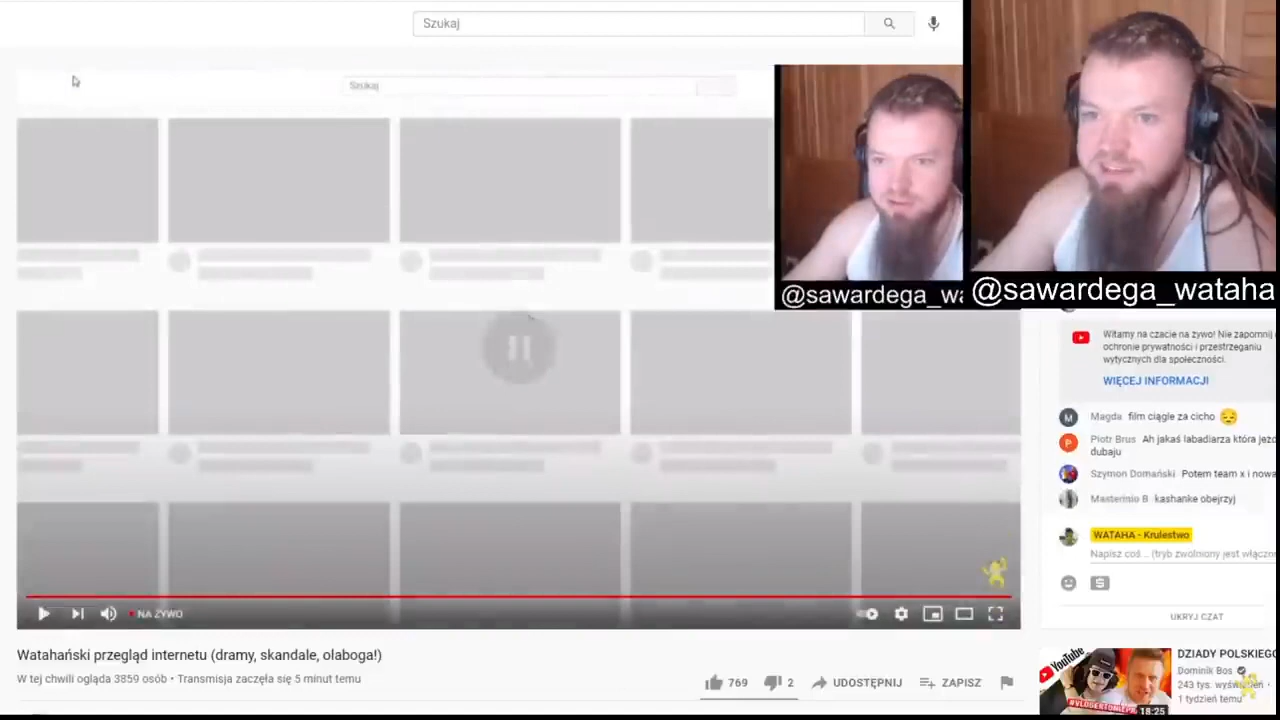 Szukaj
Szukaj
@sawardega_wa
@sawardega_wataha
Witamy na czacie na żywo! Nie zapomnij
ochronie prywatności i przestrzeganiu
wytycznych dla społeczności.
WIĘCEJ INFORMACJI
Magda film ciągle za cicho
Piotr Brus Ah jakaś labadiarza która jeźd
dubaju
Szymon Domański Potem team x i nowa
Masterinio B kashanke obejrzyj
WATAHA - Krulestwo
Napisz coś... (tryb zwolniony jest włączon
UKRYJ CZAT
NA ŻYWO
Watahański przegląd internetu (dramy, skandale, olaboga!)
W tej chwili ogląda 3859 osób • Transmisja zaczęła się 5 minut temu
769
2
UDOSTĘPNIJ
ZAPISZ
YouTube
18:25
DZIADY POLSKIEGO
Dominik Bos
243 tys. wyświetleń •
1 tydzień temu